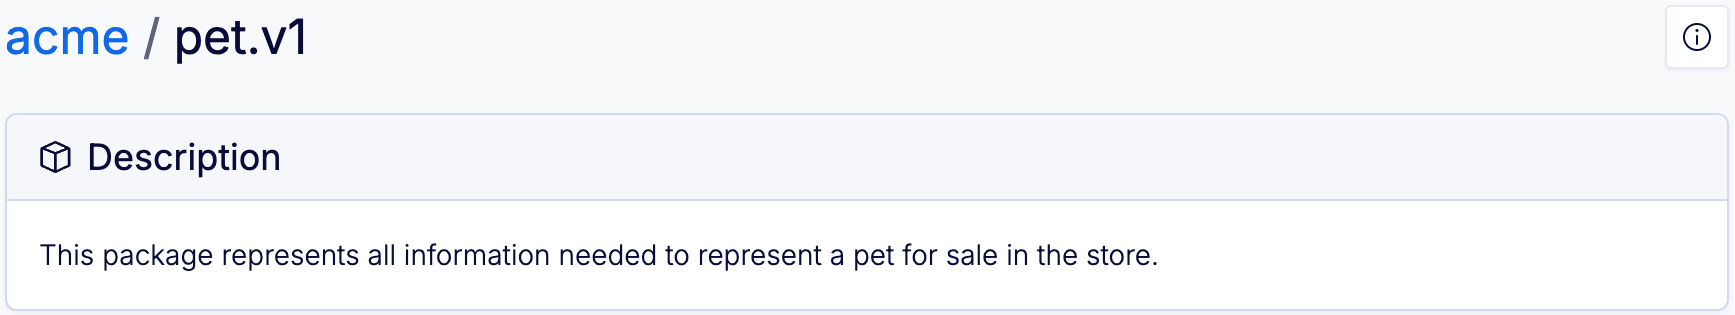 acme / pet.v1
Description
This package represents all information needed to represent a pet for sale in the store.